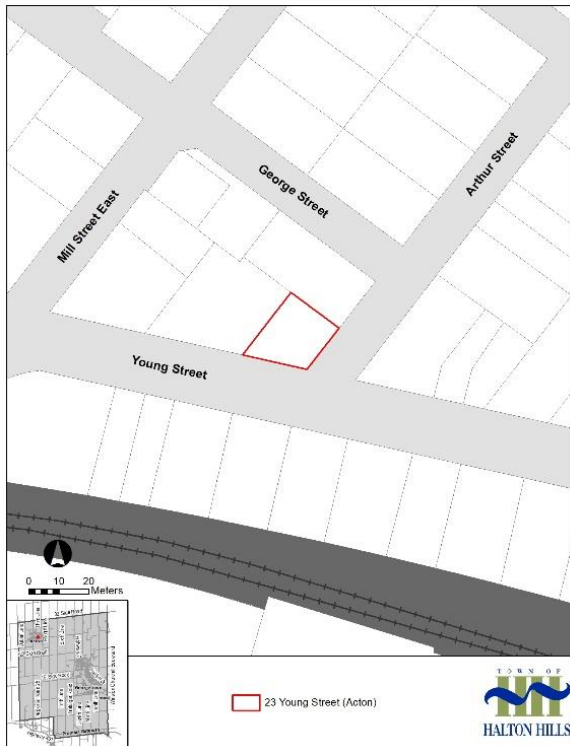 Mill Street East
George Street
Arthur Street
Young Street
0 10 20
Meters
23 Young Street (Acton)
TOWN OF
HALTON HILLS